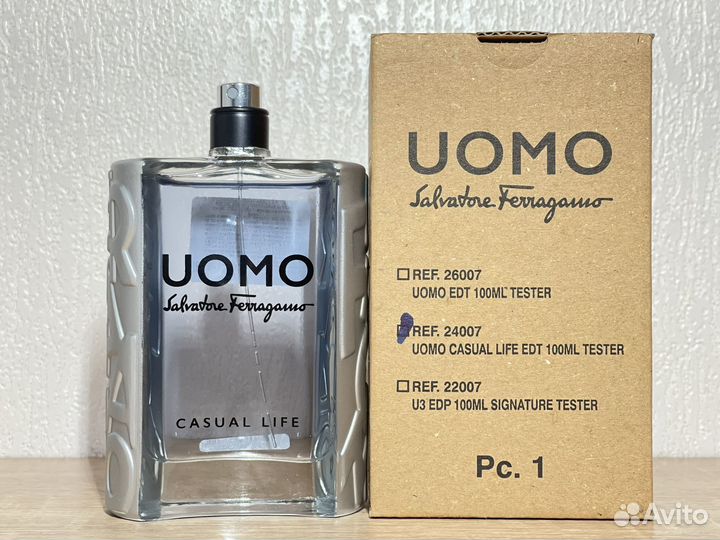 UOMO
Salvatore Ferragamo
CASUAL LIFE
UOMO
Salvatore Ferragamo
REF. 26007
UOMO EDT 100ML TESTER
REF. 24007
UOMO CASUAL LIFE EDT 100ML TESTER
REF. 22007
U3 EDP 100ML SIGNATURE TESTER
Pc. 1
Avito